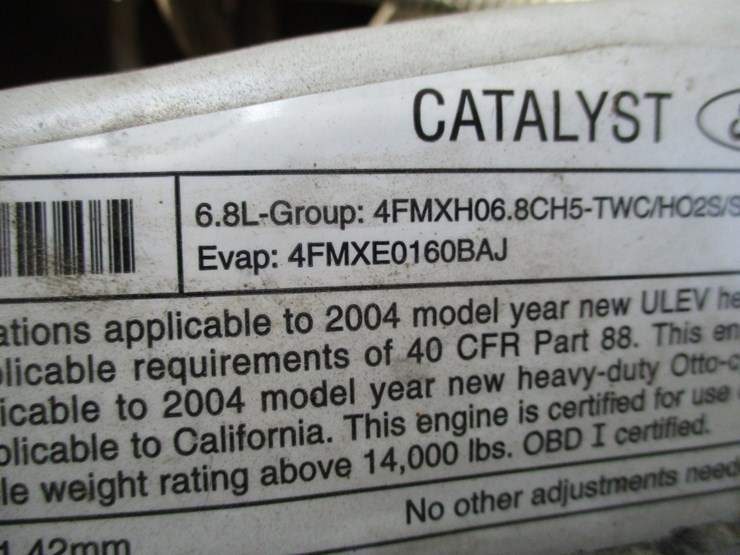 CATALYST
6.8L-Group: 4FMXH06.8CH5-TWC/HO2S/S
Evap: 4FMXE0160BAJ
ations applicable to 2004 model year new ULEV he
plicable requirements of 40 CFR Part 88. This en
icable to 2004 model year new heavy-duty Otto-c
plicable to California. This engine is certified for use
le weight rating above 14,000 lbs. OBD I certified.
No other adjustments need
1.42mm